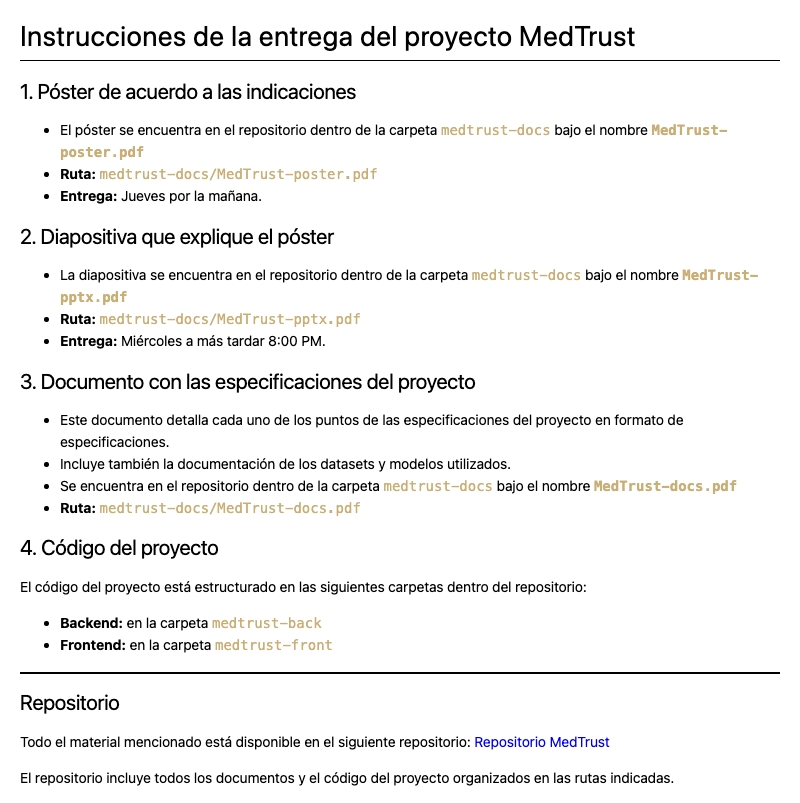 Instrucciones de la entrega del proyecto MedTrust
1. Póster de acuerdo a las indicaciones
• El póster se encuentra en el repositorio dentro de la carpeta medtrust-docs bajo el nombre MedTrust-
poster.pdf
• Ruta: medtrust-docs/MedTrust-poster.pdf
• Entrega: Jueves por la mañana.
2. Diapositiva que explique el póster
• La diapositiva se encuentra en el repositorio dentro de la carpeta medtrust-docs bajo el nombre MedTrust-
pptx.pdf
• Ruta: medtrust-docs/MedTrust-pptx.pdf
• Entrega: Miércoles a más tardar 8:00 PM.
3. Documento con las especificaciones del proyecto
• Este documento detalla cada uno de los puntos de las especificaciones del proyecto en formato de
especificaciones.
• Incluye también la documentación de los datasets y modelos utilizados.
• Se encuentra en el repositorio dentro de la carpeta medtrust-docs bajo el nombre MedTrust-docs.pdf
• Ruta: medtrust-docs/MedTrust-docs.pdf
4. Código del proyecto
El código del proyecto está estructurado en las siguientes carpetas dentro del repositorio:
• Backend: en la carpeta medtrust-back
• Frontend: en la carpeta medtrust-front
Repositorio
Todo el material mencionado está disponible en el siguiente repositorio: Repositorio MedTrust
El repositorio incluye todos los documentos y el código del proyecto organizados en las rutas indicadas.